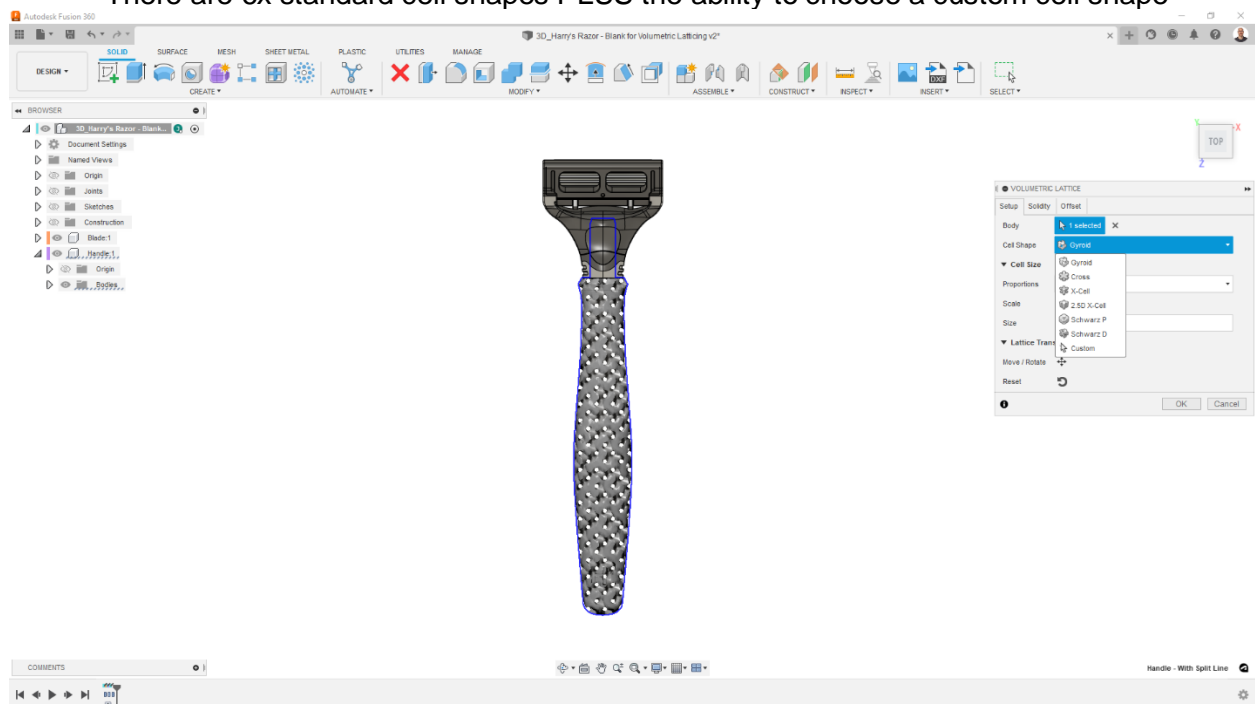 There are 6x standard cell shapes PLUS the ability to choose a custom cell shape
Autodesk Fusion 360
3D_Harry's Razor - Blank for Volumetric Latticing v2*
SOLID SURFACE MESH SHEET METAL PLASTIC UTILITIES MANAGE
DESIGN
CREATE AUTOMATE MODIFY ASSEMBLE CONSTRUCT INSPECT INSERT SELECT
DXF
BROWSER
3D_Harry's Razor - Blank...
Document Settings
Named Views
Origin
Joints
Sketches
Construction
Blade:1
Handle:1
Origin
Bodies
Y X
TOP
Z
VOLUMETRIC LATTICE
Setup Solidity Offset
Body 1 selected
Cell Shape Gyroid
Cell Size
Proportions
Scale
Size
Lattice Trans
Move / Rotate
Reset
Gyroid
Cross
X-Cell
2.5D X-Cell
Schwarz P
Schwarz D
Custom
OK Cancel
COMMENTS
Handle - With Split Line